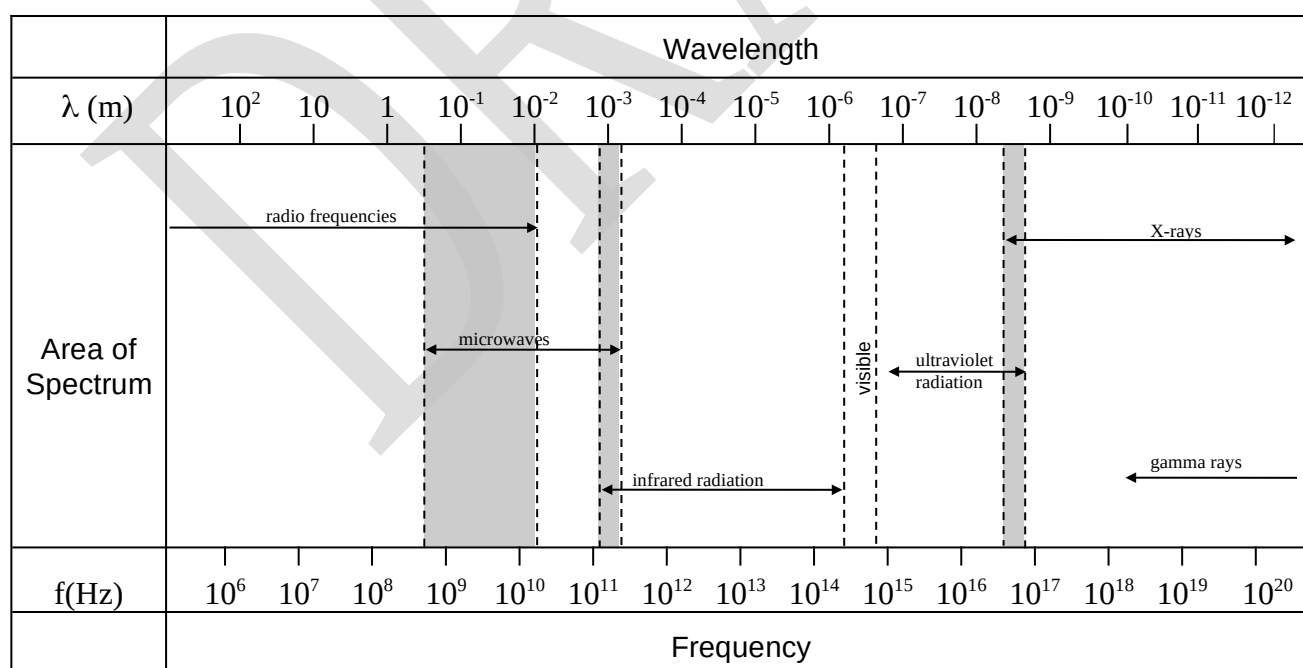 Wavelength
λ (m) 10² 10 1 10⁻¹ 10⁻² 10⁻³ 10⁻⁴ 10⁻⁵ 10⁻⁶ 10⁻⁷ 10⁻⁸ 10⁻⁹ 10⁻¹⁰ 10⁻¹¹ 10⁻¹²
radio frequencies
X-rays
microwaves
Area of
Spectrum
visible
ultraviolet
radiation
gamma rays
infrared radiation
f(Hz) 10⁶ 10⁷ 10⁸ 10⁹ 10¹⁰ 10¹¹ 10¹² 10¹³ 10¹⁴ 10¹⁵ 10¹⁶ 10¹⁷ 10¹⁸ 10¹⁹ 10²⁰
Frequency